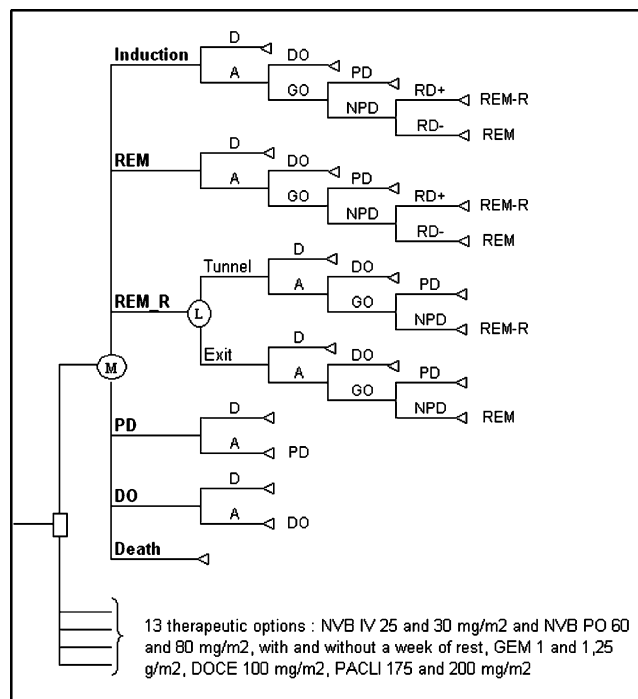 D
Induction
DO
A
PD
GO
RD+
REM-R
NPD
RD-
REM
D
REM
DO
A
PD
GO
RD+
REM-R
NPD
RD-
REM
D
Tunnel
DO
A
PD
REM_R
GO
L
NPD
REM-R
D
Exit
DO
A
PD
GO
M
NPD
REM
D
PD
A
PD
D
DO
A
DO
Death
13 therapeutic options : NVB IV 25 and 30 mg/m2 and NVB PO 60
and 80 mg/m2, with and without a week of rest, GEM 1 and 1,25
g/m2, DOCE 100 mg/m2, PACLI 175 and 200 mg/m2